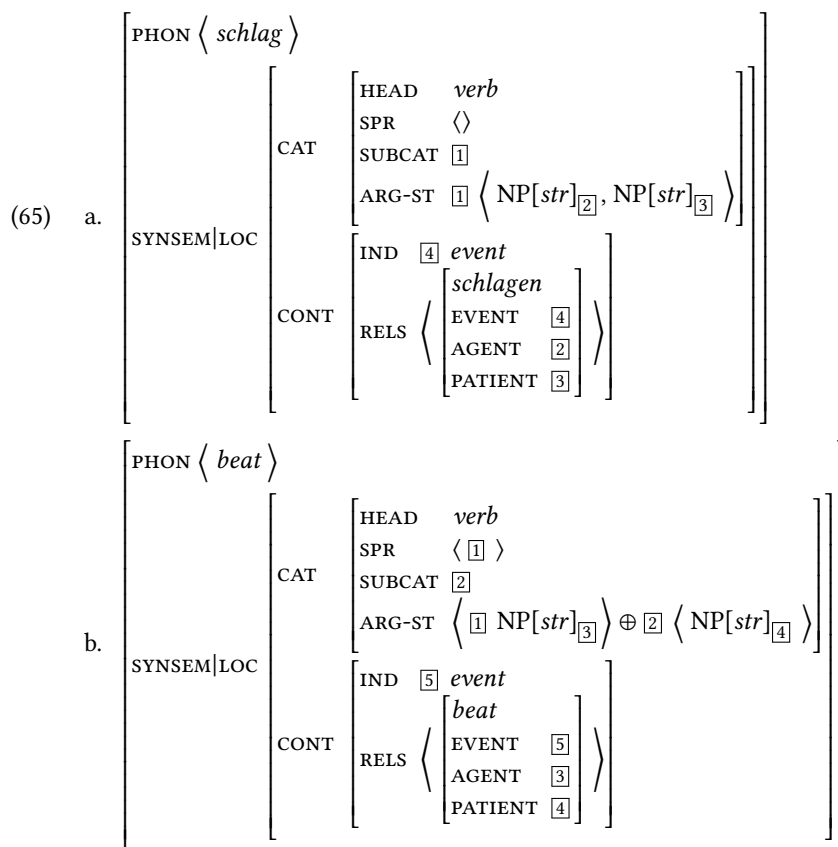 (65) a.
PHON ⟨ schlag ⟩
SYNSEM|LOC
CAT
HEAD verb
SPR ⟨⟩
SUBCAT 1
ARG-ST 1 ⟨ NP[str]2, NP[str]3 ⟩
CONT
IND 4 event
RELS ⟨
schlagen
EVENT 4
AGENT 2
PATIENT 3
⟩
b.
PHON ⟨ beat ⟩
SYNSEM|LOC
CAT
HEAD verb
SPR ⟨ 1 ⟩
SUBCAT 2
ARG-ST ⟨ 1 NP[str]3 ⟩ ⊕ 2 ⟨ NP[str]4 ⟩
CONT
IND 5 event
RELS ⟨
beat
EVENT 5
AGENT 3
PATIENT 4
⟩